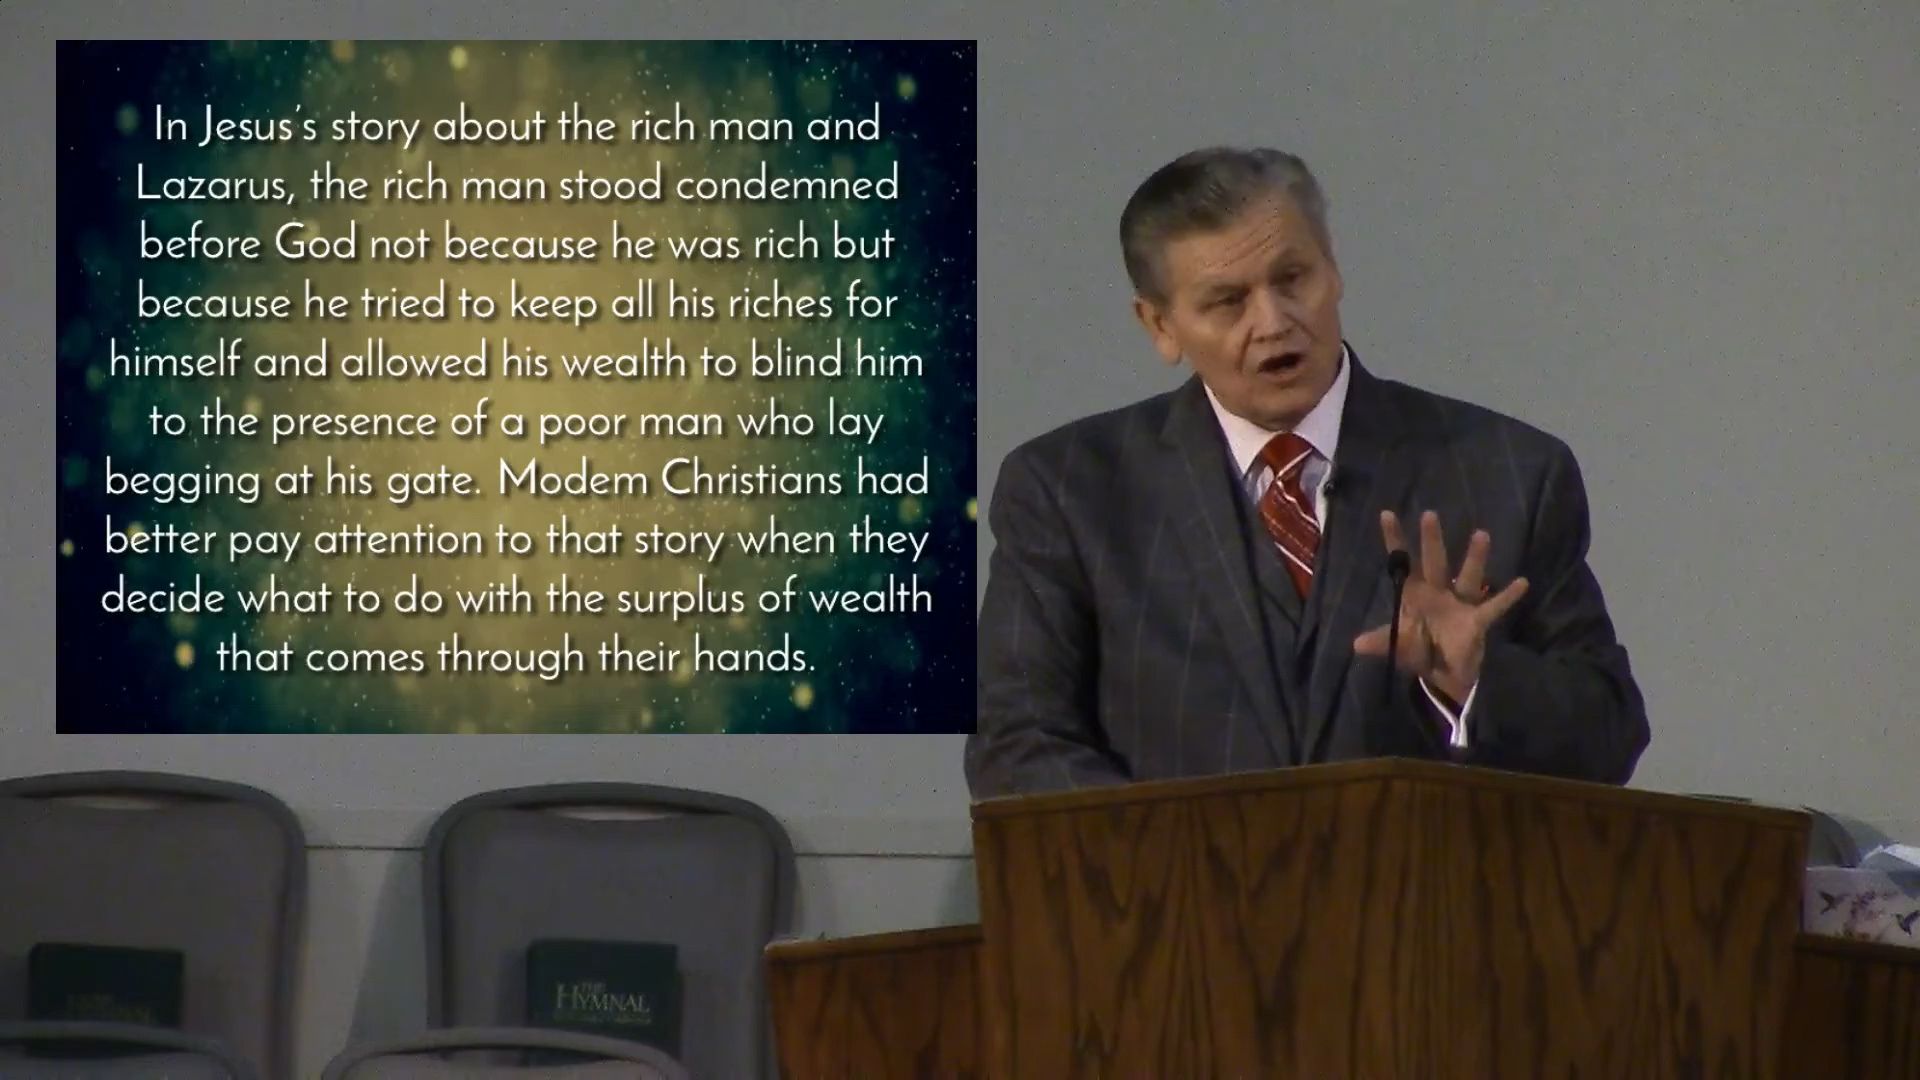 In Jesus's story about the rich man and
Lazarus, the rich man stood condemned
before God not because he was rich but
because he tried to keep all his riches for
himself and allowed his wealth to blind him
to the presence of a poor man who lay
begging at his gate. Modem Christians had
better pay attention to that story when they
decide what to do with the surplus of wealth
that comes through their hands.
THE
HYMNAL